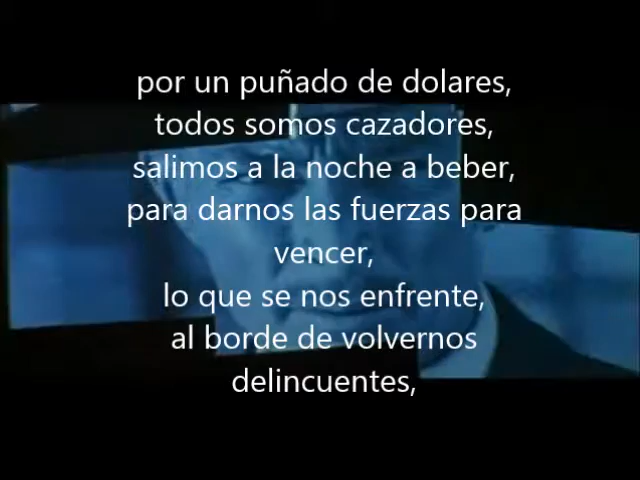 por un puñado de dolares,
todos somos cazadores,
salimos a la noche a beber,
para darnos las fuerzas para
vencer,
lo que se nos enfrente,
al borde de volvernos
delincuentes,